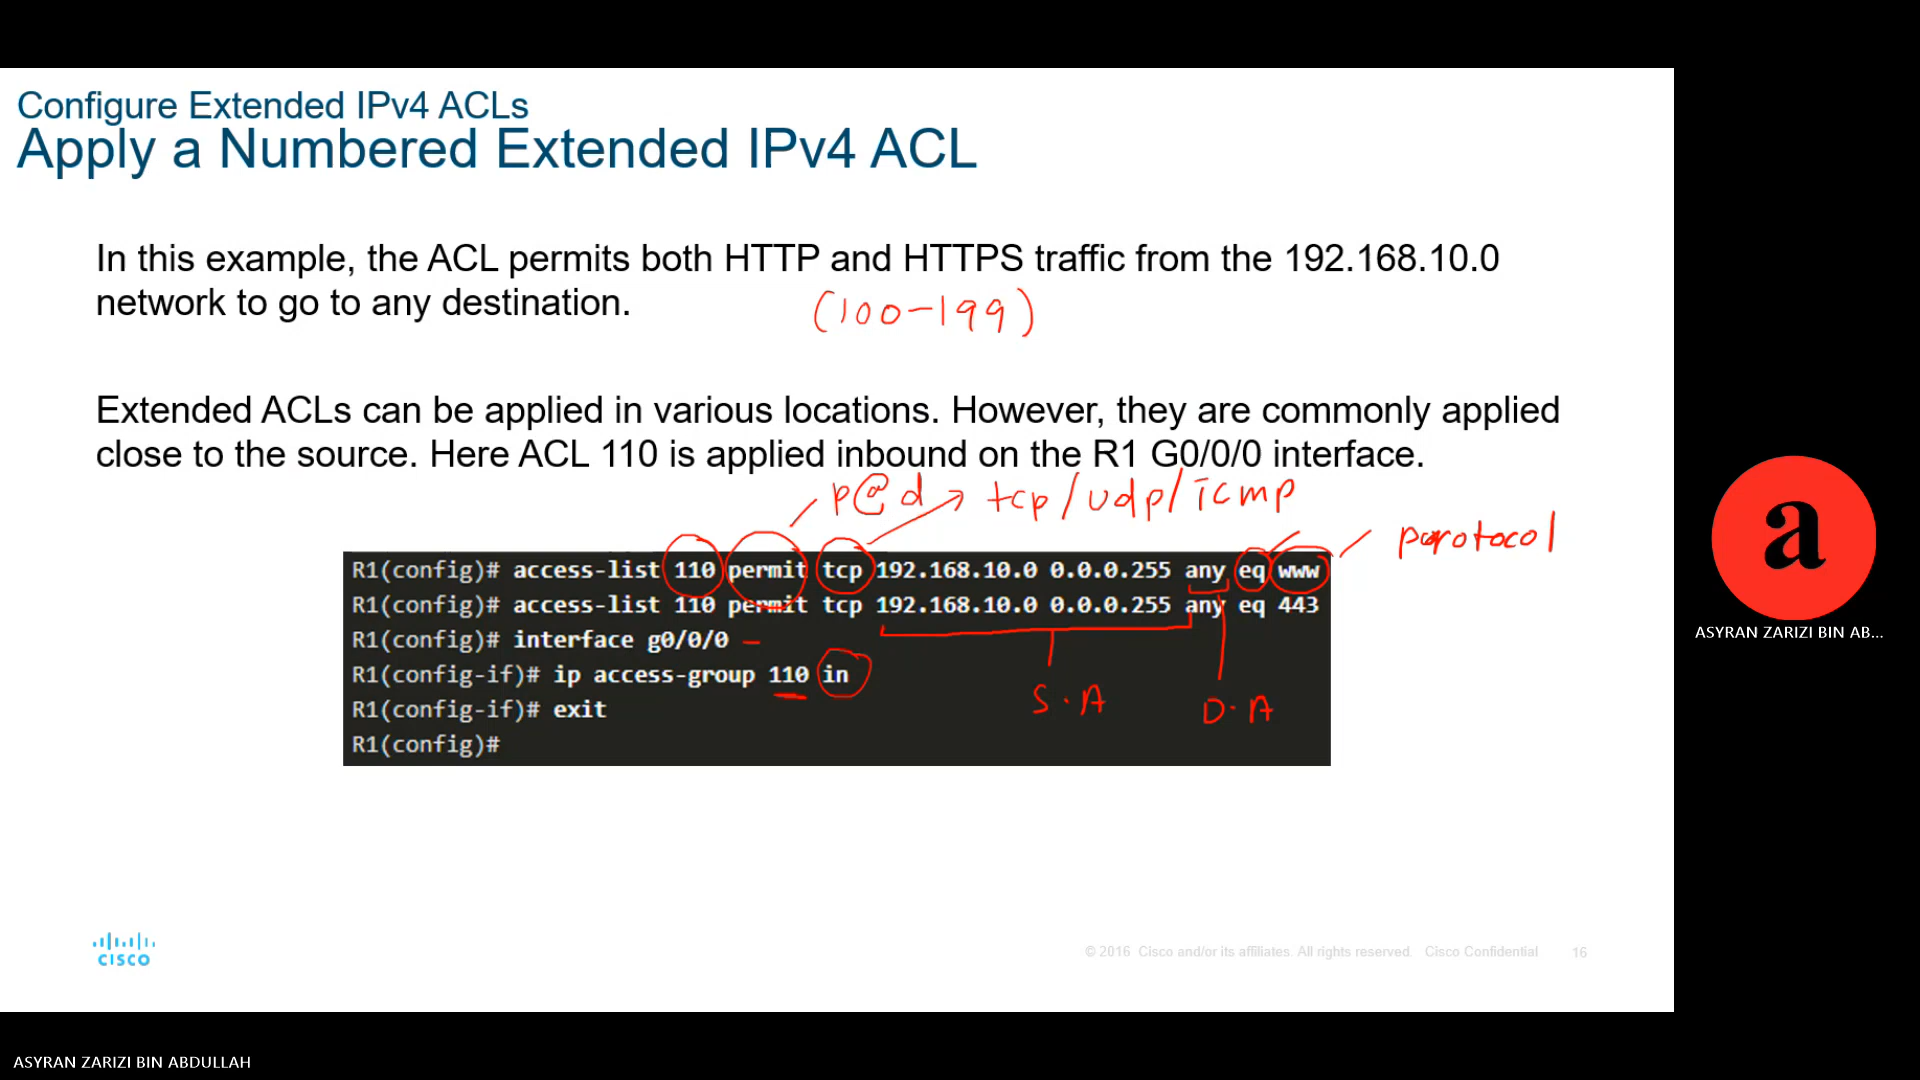 Configure Extended IPv4 ACLs
Apply a Numbered Extended IPv4 ACL
In this example, the ACL permits both HTTP and HTTPS traffic from the 192.168.10.0
network to go to any destination.
(100-199)
Extended ACLs can be applied in various locations. However, they are commonly applied
close to the source. Here ACL 110 is applied inbound on the R1 G0/0/0 interface.
p@d → tcp/udp/icmp
porotocol
R1(config)# access-list 110 permit tcp 192.168.10.0 0.0.0.255 any eq www
R1(config)# access-list 110 permit tcp 192.168.10.0 0.0.0.255 any eq 443
R1(config)# interface g0/0/0
R1(config-if)# ip access-group 110 in
R1(config-if)# exit
R1(config)#
S.A
D.A
CISCO
© 2016 Cisco and/or its affiliates. All rights reserved. Cisco Confidential 16
a
ASYRAN ZARIZI BIN AB...
ASYRAN ZARIZI BIN ABDULLAH